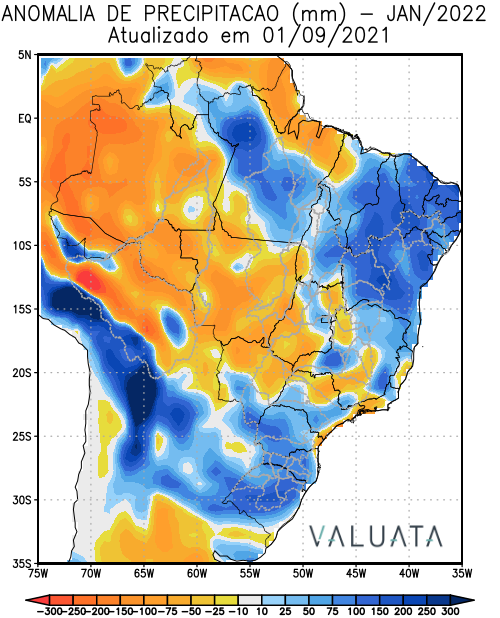 ANOMALIA DE PRECIPITACAO (mm) – JAN/2022
Atualizado em 01/09/2021
5N
EQ
5S
10S
15S
20S
25S
30S
35S
VALUATA
75W 70W 65W 60W 55W 50W 45W 40W 35W
-300 -250 -200 -150 -100 -75 -50 -25 -10 10 25 50 75 100 150 200 250 300